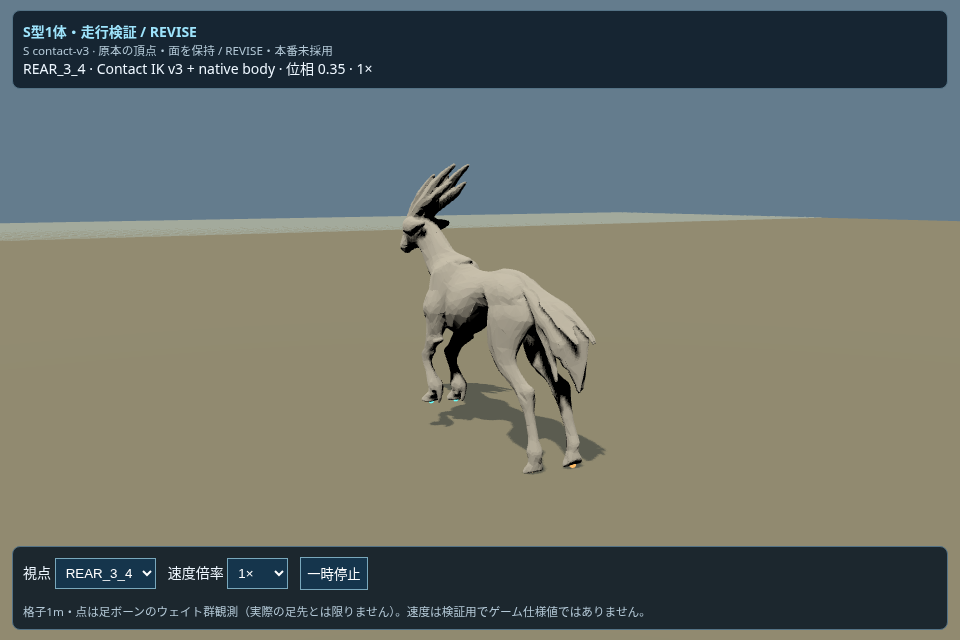 S型1体・走行検証 / REVISE
S contact-v3 · 原本の頂点・面を保持 / REVISE・本番未採用
REAR_3_4 · Contact IK v3 + native body · 位相 0.35 · 1×
視点 REAR_3_4 速度倍率 1× 一時停止
格子1m・点は足ボーンのウェイト群観測（実際の足先とは限りません）。速度は検証用でゲーム仕様値ではありません。